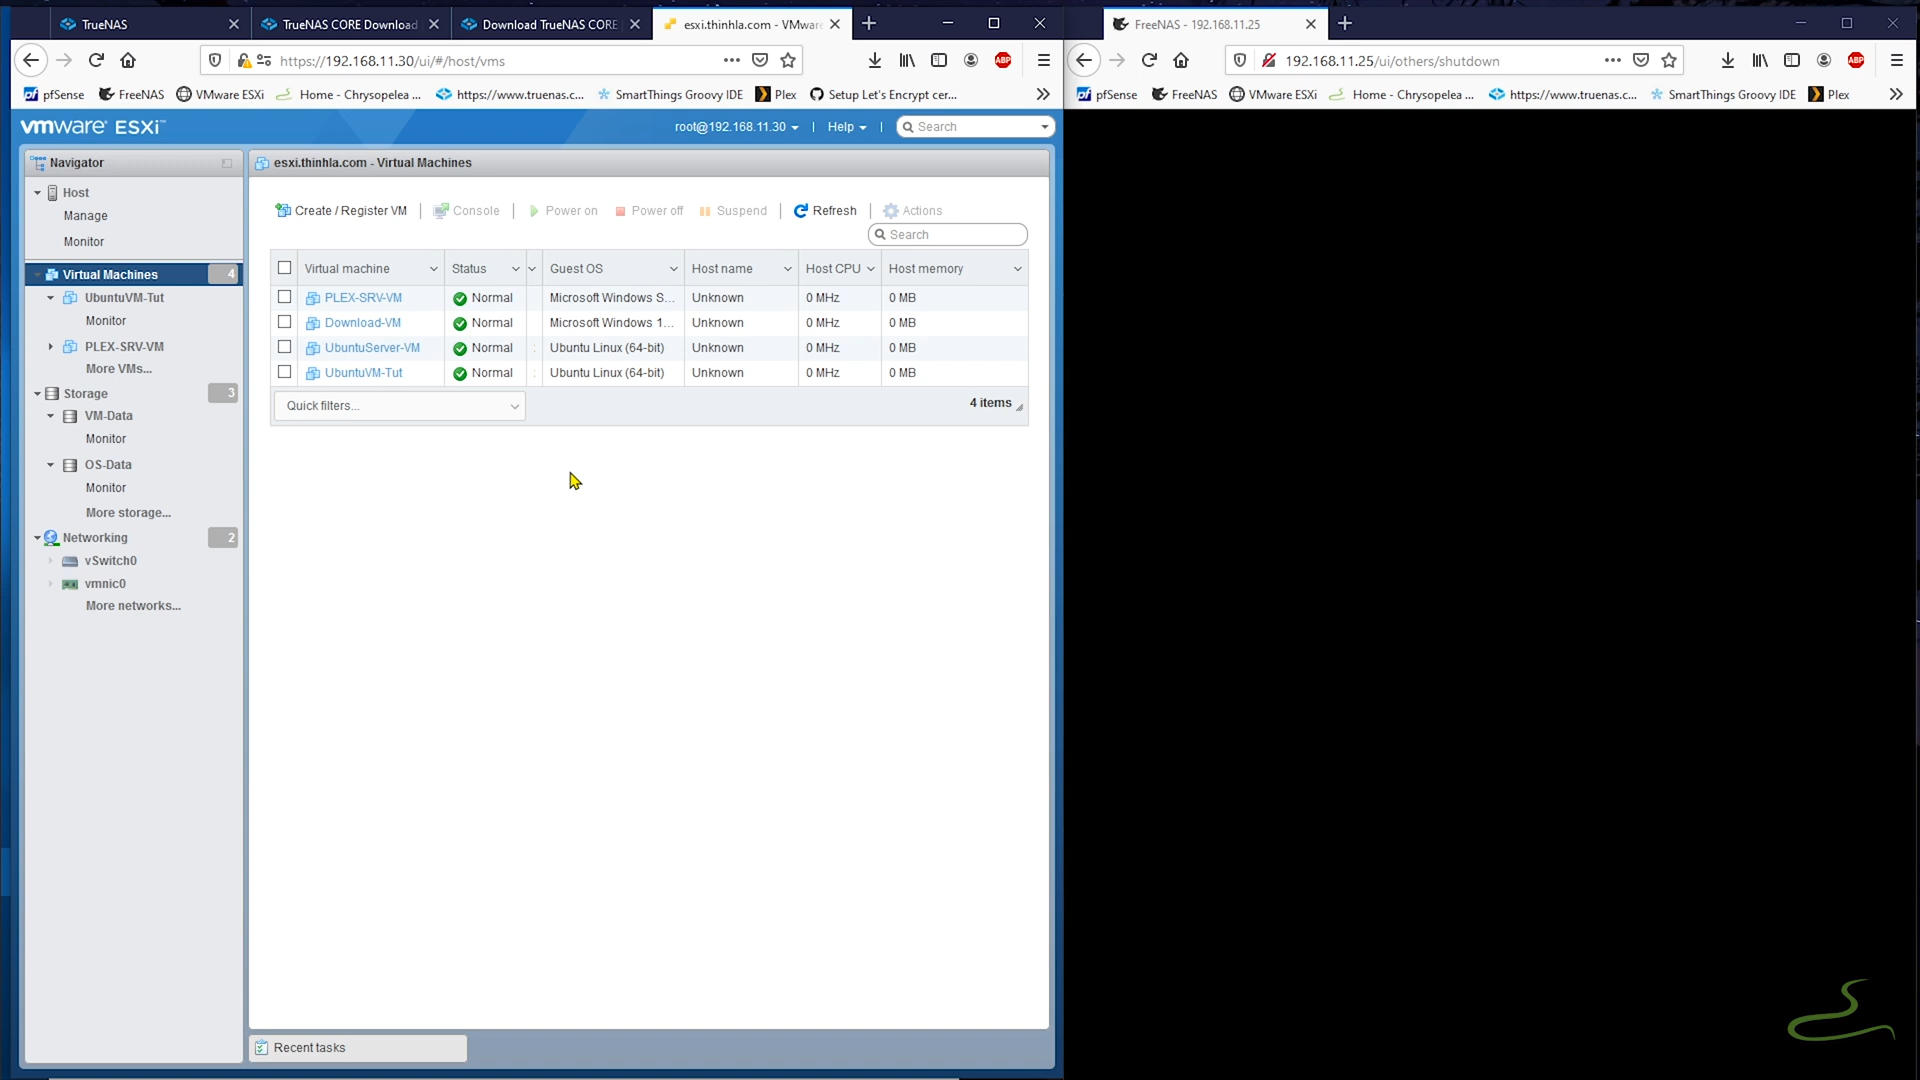 TrueNAS
TrueNAS CORE Download
Download TrueNAS CORE
esxi.thinhla.com - VMware
https://192.168.11.30/ui/#/host/vms
ABP
pfSense
FreeNAS
VMware ESXi
Home - Chrysopelea ...
https://www.truenas.c...
SmartThings Groovy IDE
Plex
Setup Let's Encrypt cer...
vmware ESXi
root@192.168.11.30
Help
Search
Navigator
Host
Manage
Monitor
Virtual Machines 4
UbuntuVM-Tut
Monitor
PLEX-SRV-VM
More VMs...
Storage 3
VM-Data
Monitor
OS-Data
Monitor
More storage...
Networking 2
vSwitch0
vmnic0
More networks...
esxi.thinhla.com - Virtual Machines
Create / Register VM | Console | Power on Power off Suspend | Refresh | Actions
Search
Virtual machine Status Guest OS Host name Host CPU Host memory
PLEX-SRV-VM Normal Microsoft Windows S... Unknown 0 MHz 0 MB
Download-VM Normal Microsoft Windows 1... Unknown 0 MHz 0 MB
UbuntuServer-VM Normal Ubuntu Linux (64-bit) Unknown 0 MHz 0 MB
UbuntuVM-Tut Normal Ubuntu Linux (64-bit) Unknown 0 MHz 0 MB
Quick filters...
4 items
Recent tasks
FreeNAS - 192.168.11.25
192.168.11.25/ui/others/shutdown
ABP
pfSense
FreeNAS
VMware ESXi
Home - Chrysopelea ...
https://www.truenas.c...
SmartThings Groovy IDE
Plex